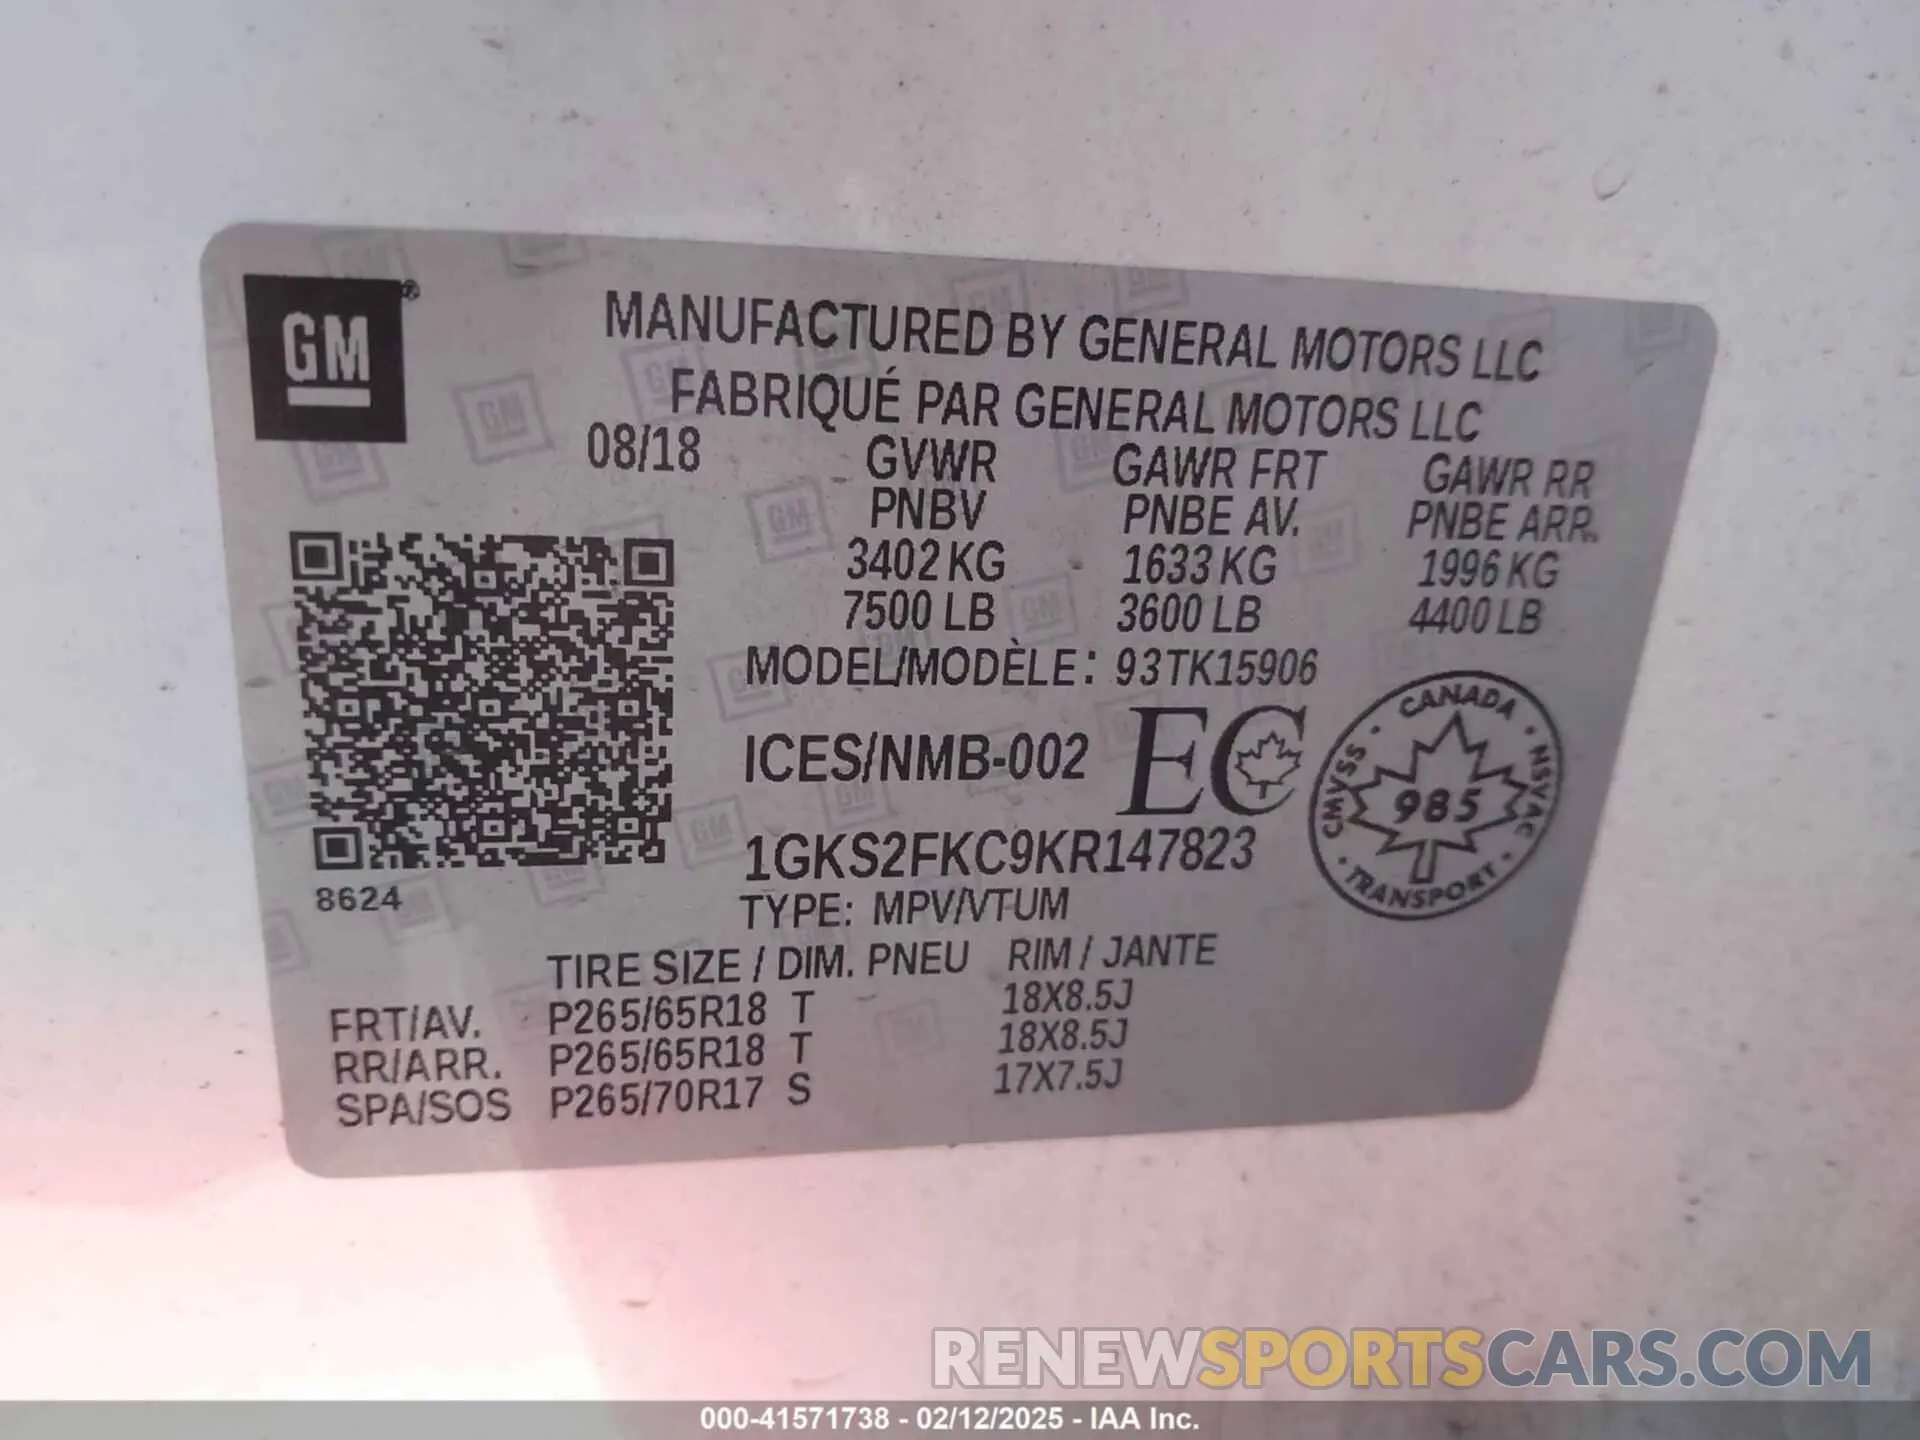 GM®
MANUFACTURED BY GENERAL MOTORS LLC
FABRIQUÉ PAR GENERAL MOTORS LLC
08/18 GVWR GAWR FRT GAWR RR
PNBV PNBE AV. PNBE ARR.
3402 KG 1633 KG 1996 KG
7500 LB 3600 LB 4400 LB
MODEL/MODÈLE: 93TK15906
ICES/NMB-002 EC
CANADA
CMVSS · NSVAC
985
TRANSPORT
1GKS2FKC9KR147823
8624
TYPE: MPV/VTUM
TIRE SIZE / DIM. PNEU RIM / JANTE
FRT/AV. P265/65R18 T 18X8.5J
RR/ARR. P265/65R18 T 18X8.5J
SPA/SOS P265/70R17 S 17X7.5J
RENEWSPORTSCARS.COM
000-41571738 - 02/12/2025 - IAA Inc.